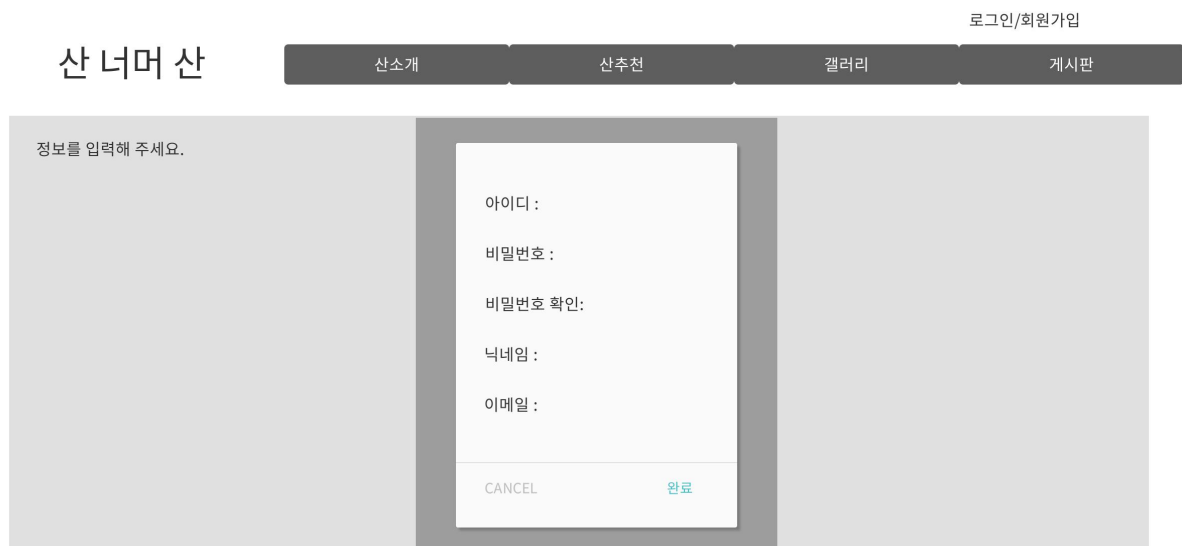 로그인/회원가입
산 너머 산
산소개 산추천 갤러리 게시판
정보를 입력해 주세요.
아이디 :
비밀번호 :
비밀번호 확인:
닉네임 :
이메일 :
CANCEL 완료